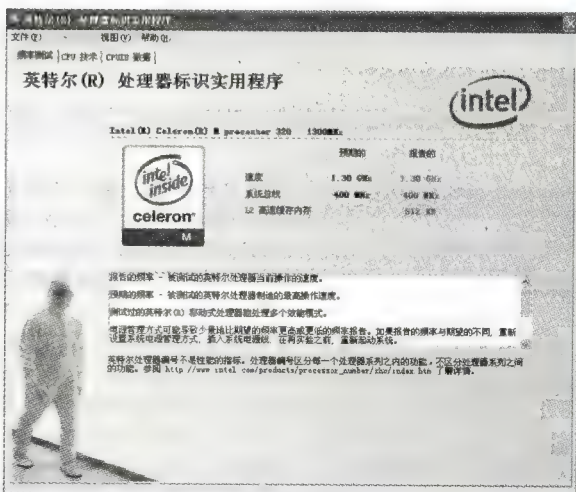 英特尔(R) 处理器标识实用程序
文件(F) 视图(V) 帮助(H)
频率测试 CPU 技术 CPUID 数据
英特尔(R) 处理器标识实用程序
intel
Intel(R) Celeron(R) M processor 320 1300MHz
预期的 报告的
intel inside
celeron
M
速度 1.30 GHz 1.30 GHz
系统总线 400 MHz 400 MHz
L2 高速缓存内存 512 KB
报告的频率 - 被测试的英特尔处理器当前操作的速度。
预期的频率 - 被测试的英特尔处理器制造的最高操作速度。
测试过的英特尔(R) 移动式处理器能处理多个效能模式。
电源管理方式可能导致少量地比期望的频率更高或更低的频率报告。如果报告的频率与期望的不同，重新
设置系统电源管理方式，插入系统电源线，在再实验之前，重新起动系统。
英特尔处理器编号不是性能的指标。处理器编号区分每一个处理器系列之内的功能，不区分处理器系列之间
的功能。参阅 http://www.intel.com/products/processor_number/zhc/index.htm 了解详情。